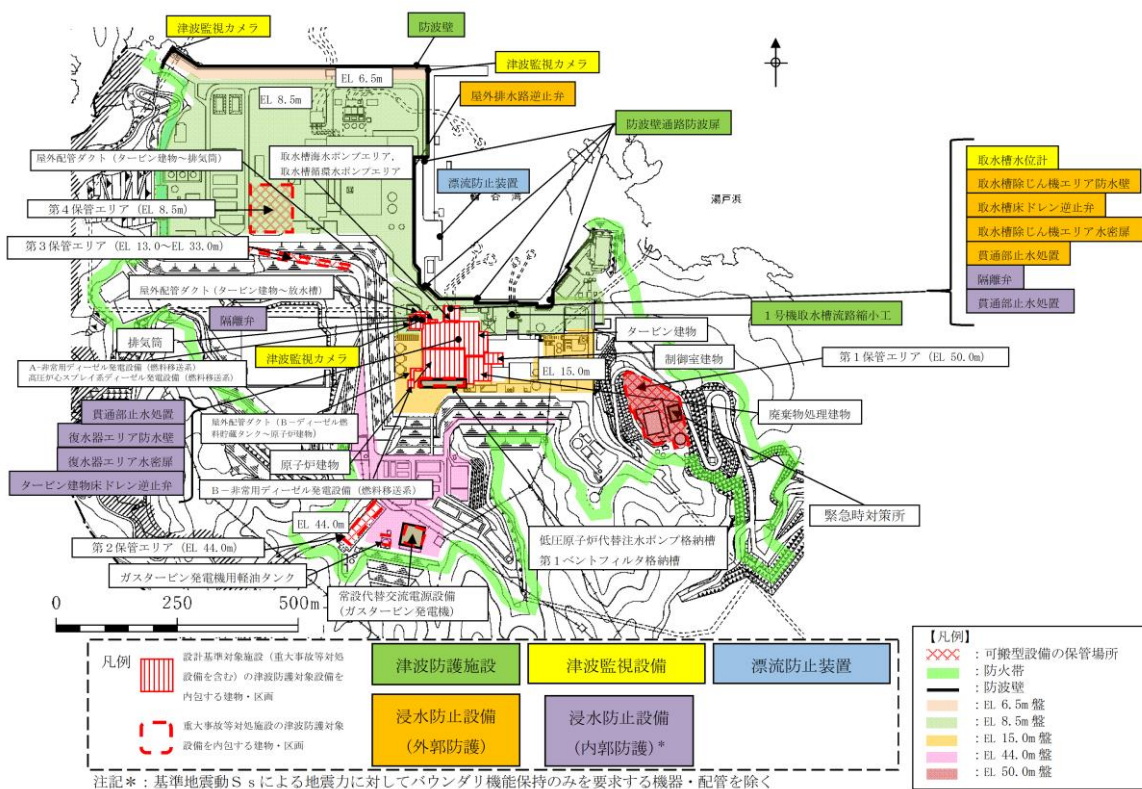 津波監視カメラ
防波壁
津波監視カメラ
EL 6.5m
EL 8.5m
屋外排水路逆止弁
防波壁通路防波扉
屋外配管ダクト(タービン建物～排気筒)
取水槽海水ポンプエリア,
取水槽循環水ポンプエリア
漂流防止装置
湯戸浜
取水槽水位計
取水槽除じん機エリア防水壁
取水槽床ドレン逆止弁
取水槽除じん機エリア水密扉
貫通部止水処置
隔離弁
貫通部止水処置
第4保管エリア (EL 8.5m)
第3保管エリア (EL 13.0～EL 33.0m)
屋外配管ダクト(タービン建物～放水槽)
隔離弁
1号機取水槽流路縮小工
排気筒
津波監視カメラ
タービン建物
制御室建物
第1保管エリア (EL 50.0m)
A-非常用ディーゼル発電設備(燃料移送系)
高圧炉心スプレイ系ディーゼル発電設備(燃料移送系)
EL 15.0m
廃棄物処理建物
貫通部止水処置
復水器エリア防水壁
復水器エリア水密扉
タービン建物床ドレン逆止弁
屋外配管ダクト(B-ディーゼル燃
料貯蔵タンク～原子炉建物)
原子炉建物
B-非常用ディーゼル発電設備(燃料移送系)
緊急時対策所
EL 44.0m
第2保管エリア (EL 44.0m)
低圧原子炉代替注水ポンプ格納槽
第1ベントフィルタ格納槽
ガスタービン発電機用軽油タンク
常設代替交流電源設備
(ガスタービン発電機)
0 250 500m
凡例
設計基準対象施設(重大事故等対処
設備を含む)の津波防護対象設備を
内包する建物・区画
重大事故等対処施設の津波防護対象
設備を内包する建物・区画
津波防護施設
津波監視設備
漂流防止装置
浸水防止設備
(外郭防護)
浸水防止設備
(内郭防護)*
【凡例】
:可搬型設備の保管場所
:防火帯
:防波壁
:EL 6.5m 盤
:EL 8.5m 盤
:EL 15.0m 盤
:EL 44.0m 盤
:EL 50.0m 盤
注記*:基準地震動Ssによる地震力に対してバウンダリ機能保持のみを要求する機器・配管を除く